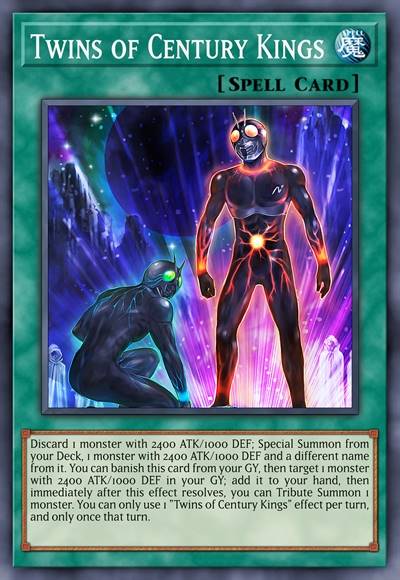 Twins of Century Kings
魔
[Spell Card]
N
Discard 1 monster with 2400 ATK/1000 DEF; Special Summon from
your Deck, 1 monster with 2400 ATK/1000 DEF and a different name
from it. You can banish this card from your GY, then target 1 monster
with 2400 ATK/1000 DEF in your GY; add it to your hand, then
immediately after this effect resolves, you can Tribute Summon 1
monster. You can only use 1 "Twins of Century Kings" effect per turn,
and only once that turn.